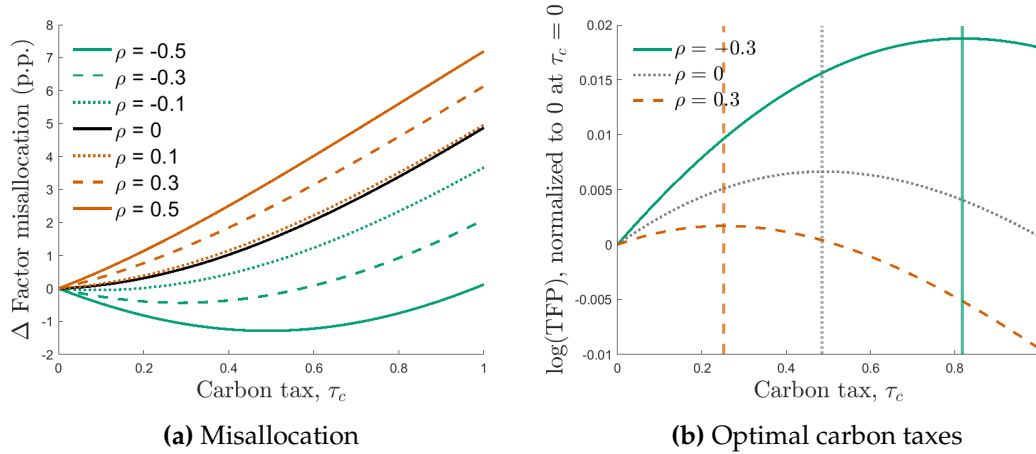 Δ Factor misallocation (p.p.)
8
7
6
5
4
3
2
1
0
-1
-2
ρ = -0.5
ρ = -0.3
ρ = -0.1
ρ = 0
ρ = 0.1
ρ = 0.3
ρ = 0.5
0 0.2 0.4 0.6 0.8 1
Carbon tax, τc
(a) Misallocation
log(TFP), normalized to 0 at τc = 0
0.02
0.015
0.01
0.005
0
-0.005
-0.01
ρ = −0.3
ρ = 0
ρ = 0.3
0 0.2 0.4 0.6 0.8
Carbon tax, τc
(b) Optimal carbon taxes